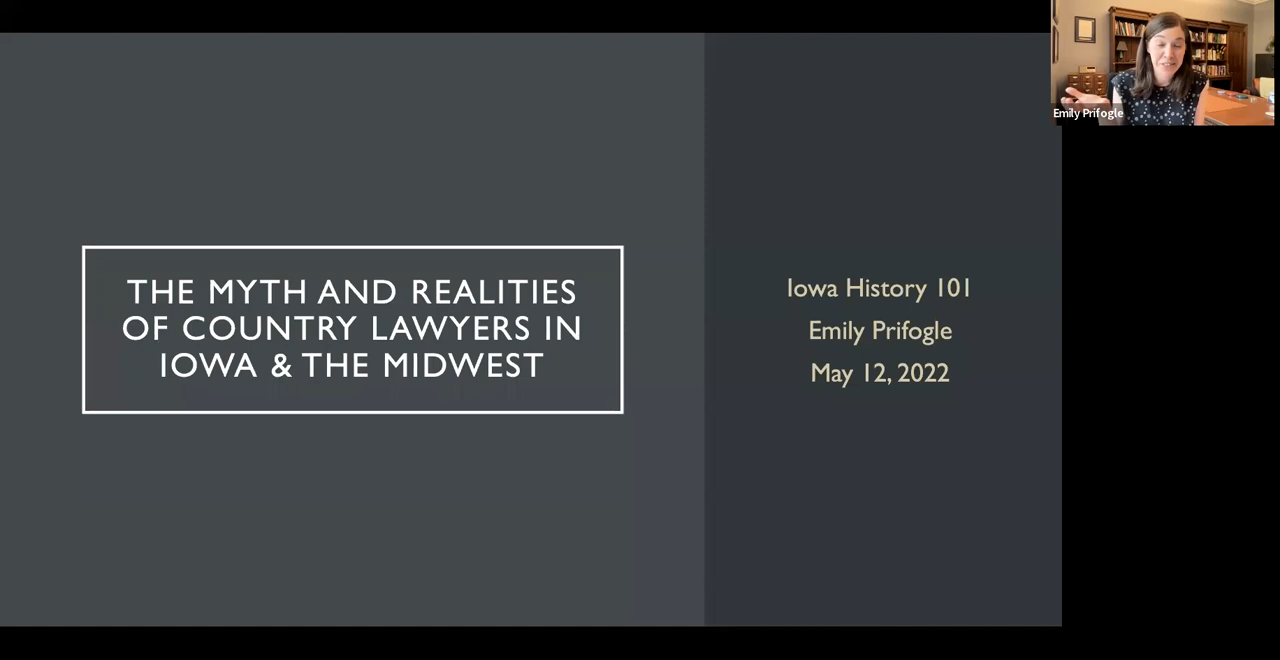 THE MYTH AND REALITIES
OF COUNTRY LAWYERS IN
IOWA & THE MIDWEST
Iowa History 101
Emily Prifogle
May 12, 2022
Emily Prifogle